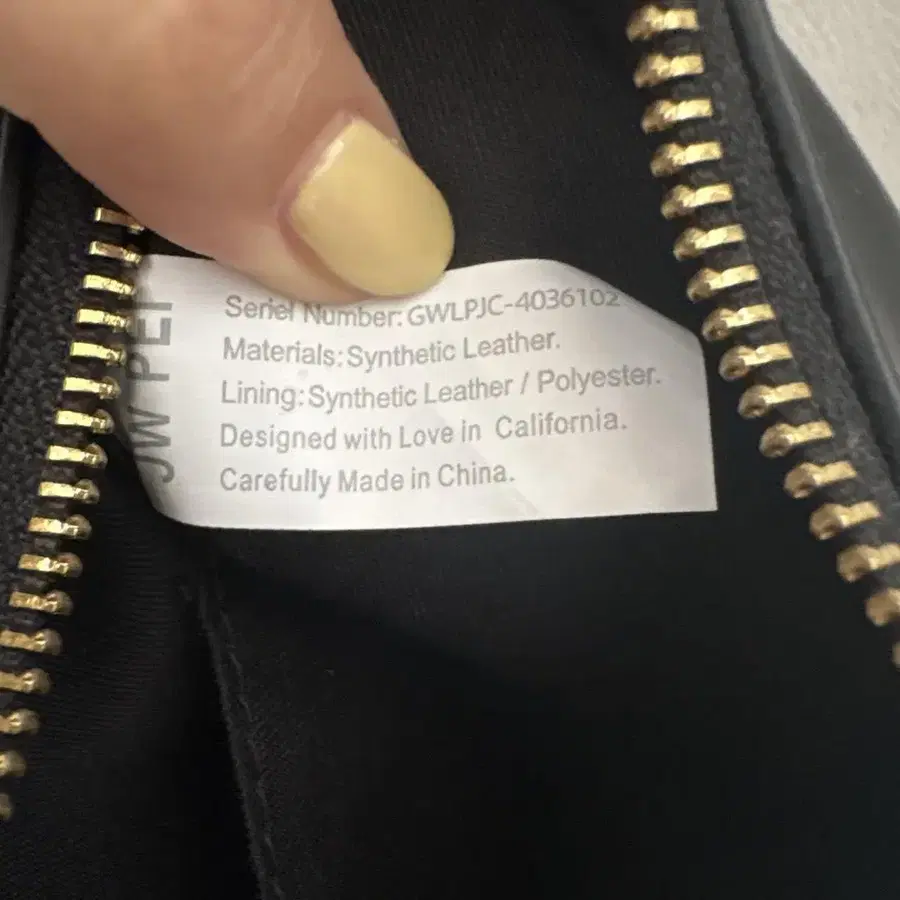 JW PEI
Seriel Number: GWLPJC-4036102
Materials: Synthetic Leather.
Lining: Synthetic Leather / Polyester.
Designed with Love in California.
Carefully Made in China.